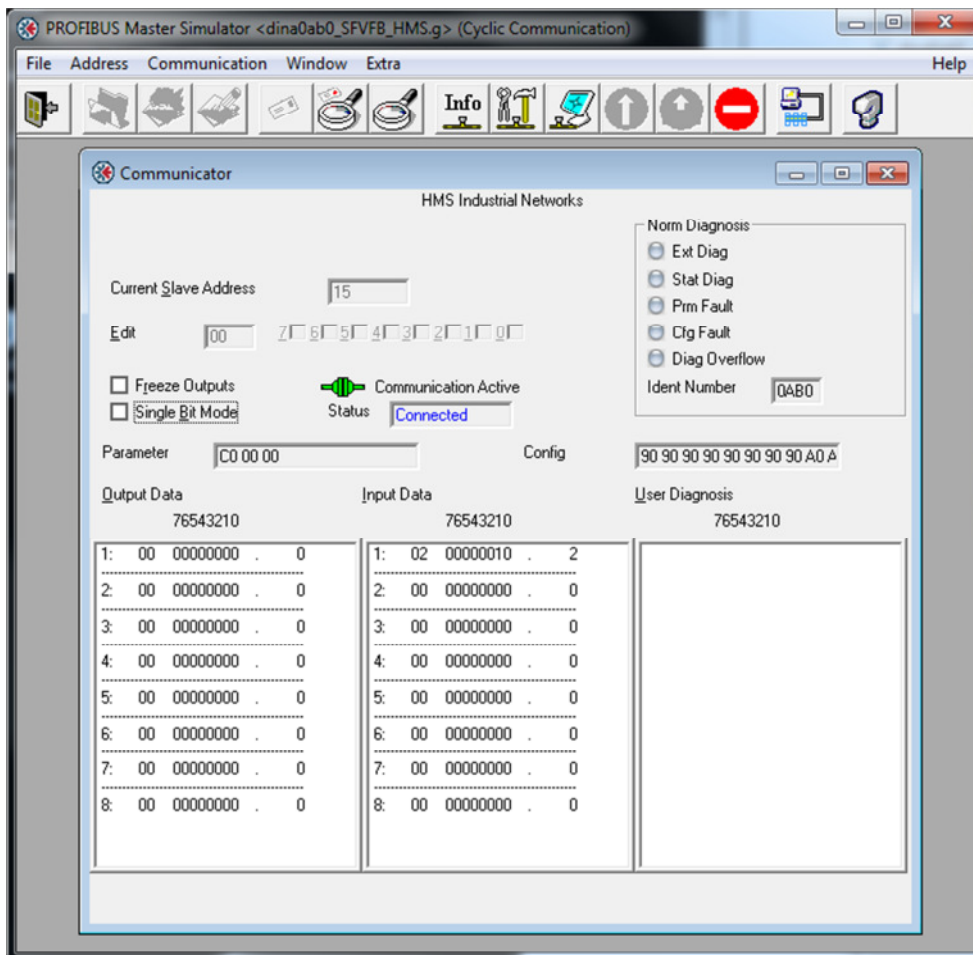 PROFIBUS Master Simulator <dina0ab0_SFVFB_HMS.g> (Cyclic Communication)
File Address Communication Window Extra Help
Info
Communicator
HMS Industrial Networks
Norm Diagnosis
Ext Diag
Stat Diag
Prm Fault
Cfg Fault
Diag Overflow
Ident Number 0AB0
Current Slave Address 15
Edit 00 7 6 5 4 3 2 1 0
Freeze Outputs Communication Active
Single Bit Mode Status Connected
Parameter C0 00 00 Config 90 90 90 90 90 90 90 90 A0 A
Output Data Input Data User Diagnosis
76543210 76543210 76543210
1: 00 00000000 . 0 1: 02 00000010 . 2
2: 00 00000000 . 0 2: 00 00000000 . 0
3: 00 00000000 . 0 3: 00 00000000 . 0
4: 00 00000000 . 0 4: 00 00000000 . 0
5: 00 00000000 . 0 5: 00 00000000 . 0
6: 00 00000000 . 0 6: 00 00000000 . 0
7: 00 00000000 . 0 7: 00 00000000 . 0
8: 00 00000000 . 0 8: 00 00000000 . 0